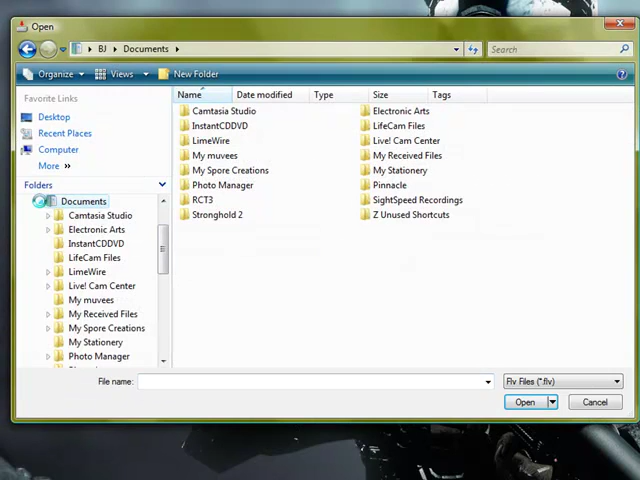 Open
BJ Documents
Search
Organize Views New Folder
Favorite Links
Desktop
Recent Places
Computer
More »
Folders
Documents
Camtasia Studio
Electronic Arts
InstantCDDVD
LifeCam Files
LimeWire
Live! Cam Center
My muvees
My Received Files
My Spore Creations
My Stationery
Photo Manager
Name Date modified Type Size Tags
Camtasia Studio
InstantCDDVD
LimeWire
My muvees
My Spore Creations
Photo Manager
RCT3
Stronghold 2
Electronic Arts
LifeCam Files
Live! Cam Center
My Received Files
My Stationery
Pinnacle
SightSpeed Recordings
Z Unused Shortcuts
File name:
Flv Files (*.flv)
Open Cancel